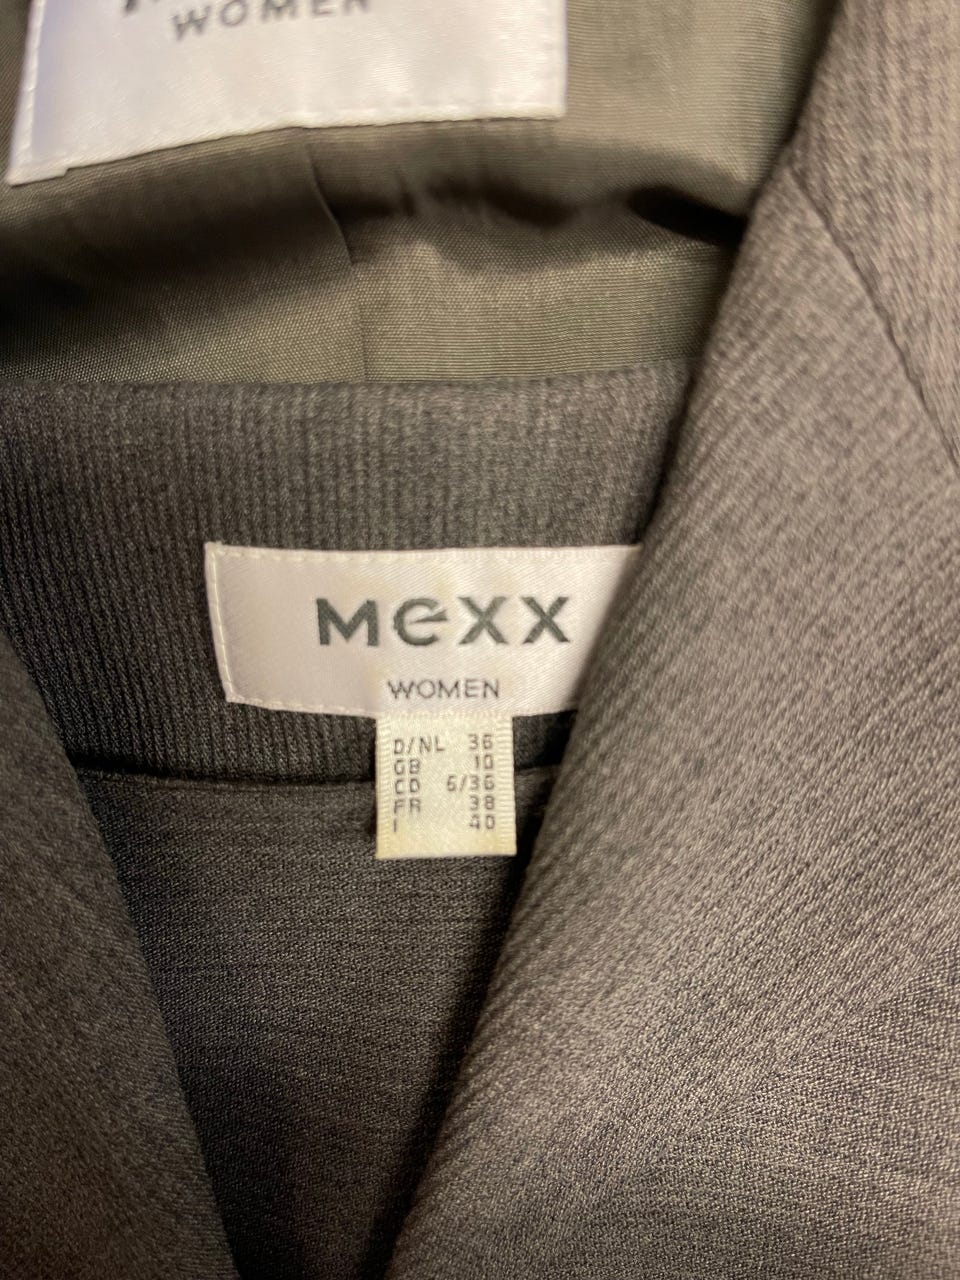 WOMEN
Mexx
WOMEN
D/NL 36
GB 10
CD 6/36
FR 38
I 40